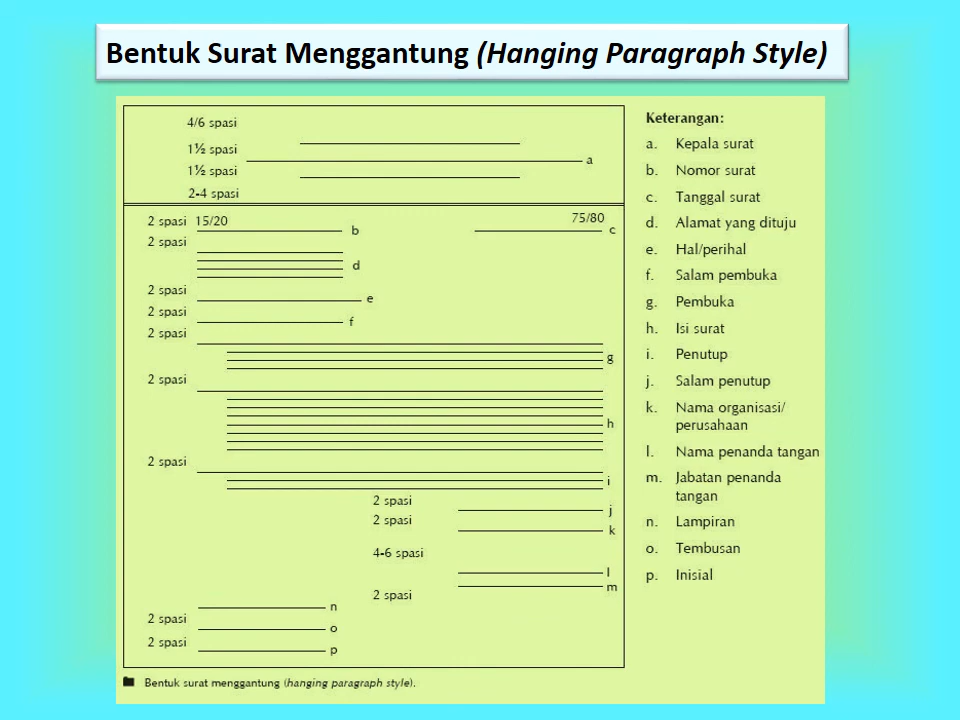 Bentuk Surat Menggantung (Hanging Paragraph Style)
4/6 spasi
1½ spasi
a
1½ spasi
2-4 spasi
2 spasi 15/20 75/80
b c
2 spasi
d
2 spasi
e
2 spasi
f
2 spasi
g
2 spasi
h
2 spasi
i
2 spasi
j
2 spasi
k
4-6 spasi
l
m
2 spasi
n
2 spasi
o
2 spasi
p
Keterangan:
a. Kepala surat
b. Nomor surat
c. Tanggal surat
d. Alamat yang dituju
e. Hal/perihal
f. Salam pembuka
g. Pembuka
h. Isi surat
i. Penutup
j. Salam penutup
k. Nama organisasi/
perusahaan
l. Nama penanda tangan
m. Jabatan penanda
tangan
n. Lampiran
o. Tembusan
p. Inisial
Bentuk surat menggantung (hanging paragraph style).